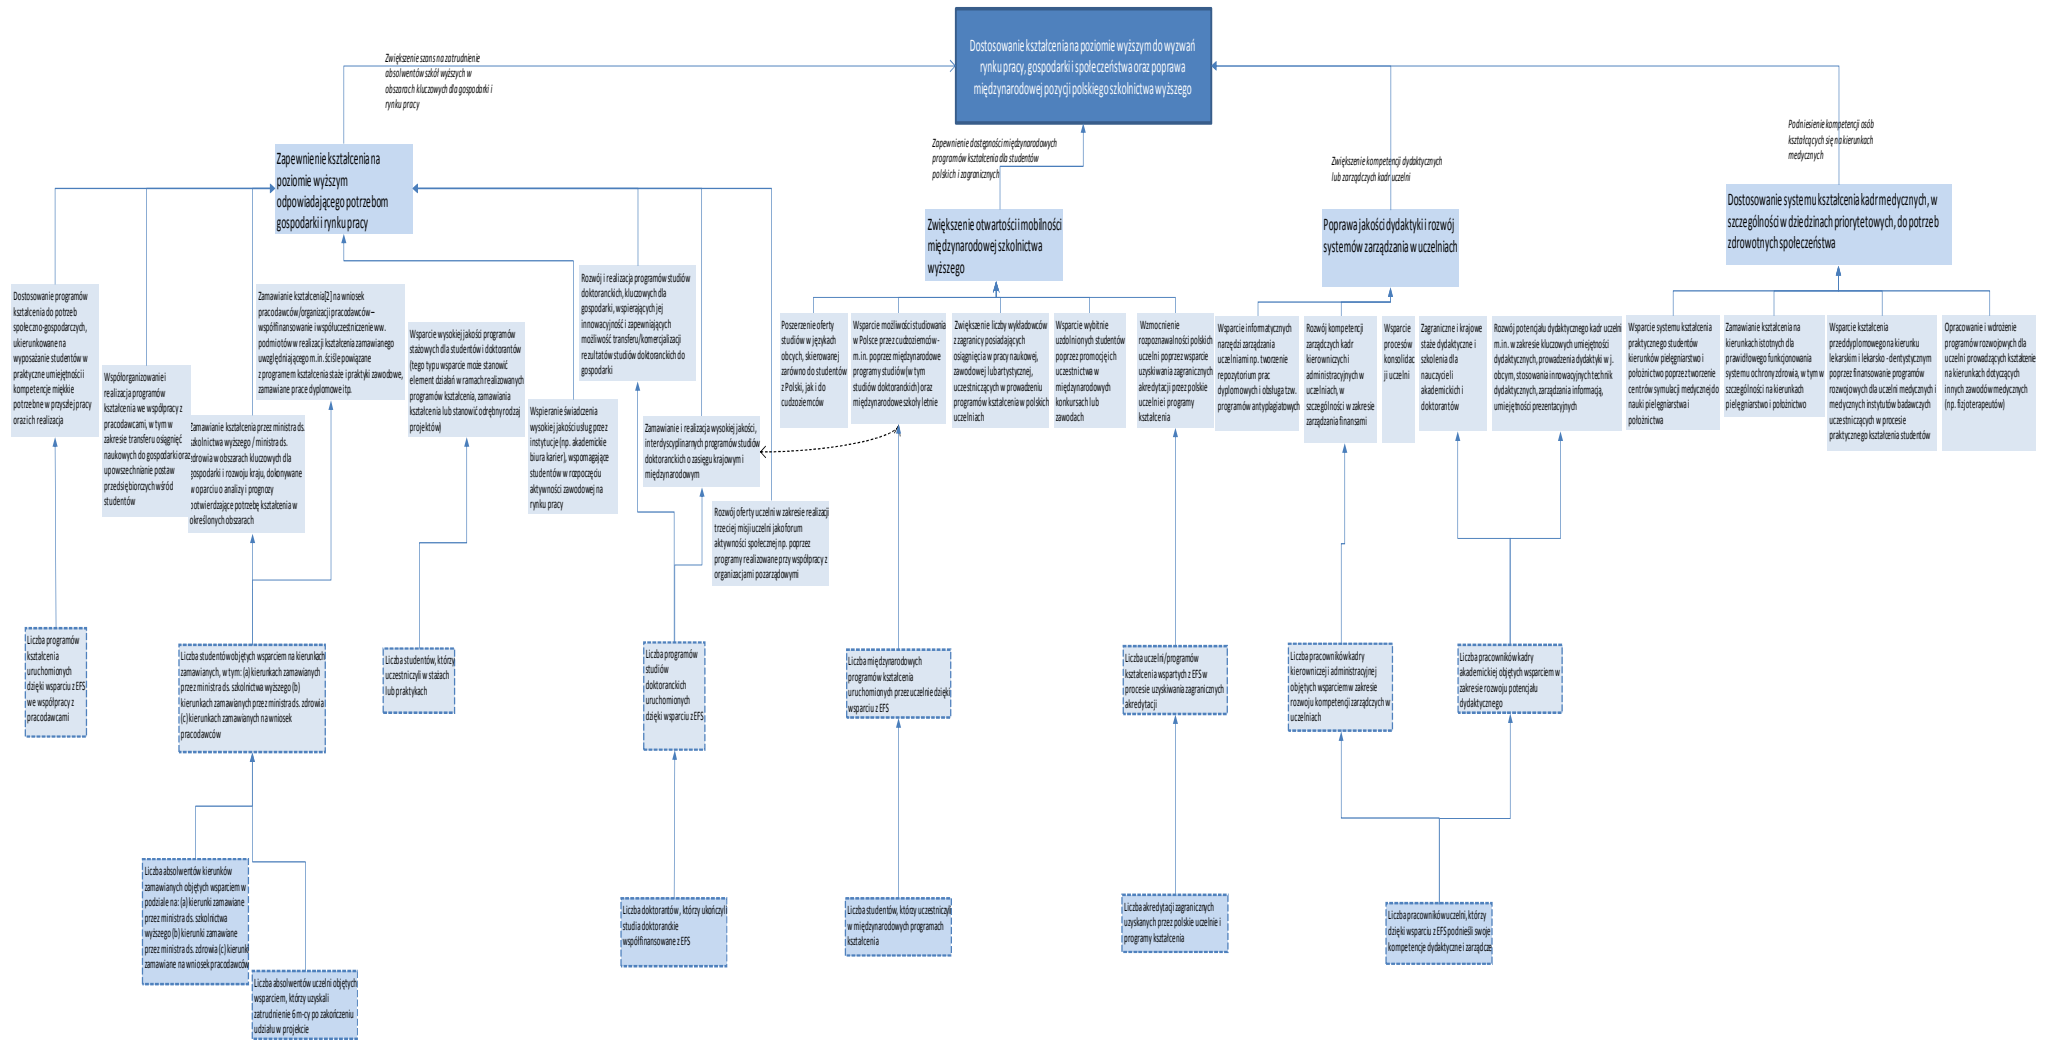 Dostosowanie kształcenia na poziomie wyższym do wyzwań
rynku pracy, gospodarki i społeczeństwa oraz poprawa
międzynarodowej pozycji polskiego szkolnictwa wyższego
Zwiększenie szans na zatrudnienie
absolwentów szkół wyższych w
obszarach kluczowych dla gospodarki i
rynku pracy
Zapewnienie dostępności międzynarodowych
programów kształcenia dla studentów
polskich i zagranicznych
Zwiększenie kompetencji dydaktycznych
lub zarządczych kadr uczelni
Podniesienie kompetencji osób
kształcących się na kierunkach
medycznych
Zapewnienie kształcenia na
poziomie wyższym
odpowiadającego potrzebom
gospodarki i rynku pracy
Zwiększenie otwartości i mobilności
międzynarodowej szkolnictwa
wyższego
Poprawa jakości dydaktyki i rozwój
systemów zarządzania w uczelniach
Dostosowanie systemu kształcenia kadr medycznych, w
szczególności w dziedzinach priorytetowych, do potrzeb
zdrowotnych społeczeństwa
Dostosowanie programów
kształcenia do potrzeb
społeczno-gospodarczych,
ukierunkowane na
wyposażanie studentów w
praktyczne umiejętności i
kompetencje miękkie
potrzebne w przyszłej pracy
oraz ich realizacja
Współorganizowanie i
realizacja programów
kształcenia we współpracy z
pracodawcami, w tym w
zakresie transferu osiągnięć
naukowych do gospodarki oraz
upowszechnianie postaw
przedsiębiorczych wśród
studentów
Zamawianie kształcenia przez ministra ds.
szkolnictwa wyższego / ministra ds.
zdrowia w obszarach kluczowych dla
gospodarki i rozwoju kraju, dokonywane
w oparciu o analizy i prognozy
potwierdzające potrzebę kształcenia w
określonych obszarach
Zamawianie kształcenia[2] na wniosek
pracodawców/organizacji pracodawców –
współfinansowanie i współuczestniczenie ww.
podmiotów w realizacji kształcenia zamawianego
uwzględniającego m.in. ściśle powiązane
z programem kształcenia staże i praktyki zawodowe,
zamawiane prace dyplomowe itp.
Wsparcie wysokiej jakości programów
stażowych dla studentów i doktorantów
(tego typu wsparcie może stanowić
element działań w ramach realizowanych
programów kształcenia, zamawiania
kształcenia lub stanowić odrębny rodzaj
projektów)
Wspieranie świadczenia
wysokiej jakości usług przez
instytucje (np. akademickie
biura karier), wspomagające
studentów w rozpoczęciu
aktywności zawodowej na
rynku pracy
Rozwój i realizacja programów studiów
doktoranckich, kluczowych dla
gospodarki, wspierających jej
innowacyjność i zapewniających
możliwość transferu/komercjalizacji
rezultatów studiów doktoranckich do
gospodarki
Zamawianie i realizacja wysokiej jakości,
interdyscyplinarnych programów studiów
doktoranckich o zasięgu krajowym i
międzynarodowym
Rozwój oferty uczelni w zakresie realizacji
trzeciej misji uczelni jako forum
aktywności społecznej np. poprzez
programy realizowane przy współpracy z
organizacjami pozarządowymi
Poszerzenie oferty
studiów w językach
obcych, skierowanej
zarówno do studentów
z Polski, jak i do
cudzoziemców
Wsparcie możliwości studiowania
w Polsce przez cudzoziemców -
m.in. poprzez międzynarodowe
programy studiów (w tym
studiów doktoranckich) oraz
międzynarodowe szkoły letnie
Zwiększenie liczby wykładowców
z zagranicy posiadających
osiągnięcia w pracy naukowej,
zawodowej lub artystycznej,
uczestniczących w prowadzeniu
programów kształcenia w polskich
uczelniach
Wsparcie wybitnie
uzdolnionych studentów
poprzez promocję ich
uczestnictwa w
międzynarodowych
konkursach lub
zawodach
Wzmocnienie
rozpoznawalności polskich
uczelni poprzez wsparcie
uzyskiwania zagranicznych
akredytacji przez polskie
uczelnie i programy
kształcenia
Wsparcie informatycznych
narzędzi zarządzania
uczelniami np. tworzenie
repozytorium prac
dyplomowych i obsługa tzw.
programów antyplagiatowych
Rozwój kompetencji
zarządczych kadr
kierowniczych i
administracyjnych w
uczelniach, w
szczególności w zakresie
zarządzania finansami
Wsparcie
procesów
konsolidac
ji uczelni
Zagraniczne i krajowe
staże dydaktyczne i
szkolenia dla
nauczycieli
akademickich i
doktorantów
Rozwój potencjału dydaktycznego kadr uczelni
m.in. w zakresie kluczowych umiejętności
dydaktycznych, prowadzenia dydaktyki w j.
obcym, stosowania innowacyjnych technik
dydaktycznych, zarządzania informacją,
umiejętności prezentacyjnych
Wsparcie systemu kształcenia
praktycznego studentów
kierunków pielęgniarstwo i
położnictwo poprzez tworzenie
centrów symulacji medycznej do
nauki pielęgniarstwa i
położnictwa
Zamawianie kształcenia na
kierunkach istotnych dla
prawidłowego funkcjonowania
systemu ochrony zdrowia, w tym w
szczególności na kierunkach
pielęgniarstwo i położnictwo
Wsparcie kształcenia
przeddyplomowego na kierunku
lekarskim i lekarsko - dentystycznym
poprzez finansowanie programów
rozwojowych dla uczelni medycznych i
medycznych instytutów badawczych
uczestniczących w procesie
praktycznego kształcenia studentów
Opracowanie i wdrożenie
programów rozwojowych dla
uczelni prowadzących kształcenie
na kierunkach dotyczących
innych zawodów medycznych
(np. fizjoterapeutów)
Liczba programów
kształcenia
uruchomionych
dzięki wsparciu z EFS
we współpracy z
pracodawcami
Liczba studentów objętych wsparciem na kierunkach
zamawianych, w tym: (a) kierunkach zamawianych
przez ministra ds. szkolnictwa wyższego (b)
kierunkach zamawianych przez ministra ds. zdrowia
(c) kierunkach zamawianych na wniosek
pracodawców
Liczba studentów, którzy
uczestniczyli w stażach
lub praktykach
Liczba programów
studiów
doktoranckich
uruchomionych
dzięki wsparciu z EFS
Liczba międzynarodowych
programów kształcenia
uruchomionych przez uczelnie dzięki
wsparciu z EFS
Liczba uczelni/programów
kształcenia wspartych z EFS w
procesie uzyskiwania zagranicznych
akredytacji
Liczba pracowników kadry
kierowniczej i administracyjnej
objętych wsparciem w zakresie
rozwoju kompetencji zarządczych w
uczelniach
Liczba pracowników kadry
akademickiej objętych wsparciem w
zakresie rozwoju potencjału
dydaktycznego
Liczba absolwentów kierunków
zamawianych objętych wsparciem w
podziale na: (a) kierunki zamawiane
przez ministra ds. szkolnictwa
wyższego (b) kierunki zamawiane
przez ministra ds. zdrowia (c) kierunki
zamawiane na wniosek pracodawców
Liczba absolwentów uczelni objętych
wsparciem, którzy uzyskali
zatrudnienie 6 m-cy po zakończeniu
udziału w projekcie
Liczba doktorantów , którzy ukończyli
studia doktoranckie
współfinansowane z EFS
Liczba studentów, którzy uczestniczyli
w międzynarodowych programach
kształcenia
Liczba akredytacji zagranicznych
uzyskanych przez polskie uczelnie i
programy kształcenia
Liczba pracowników uczelni, którzy
dzięki wsparciu z EFS podnieśli swoje
kompetencje dydaktyczne i zarządcze